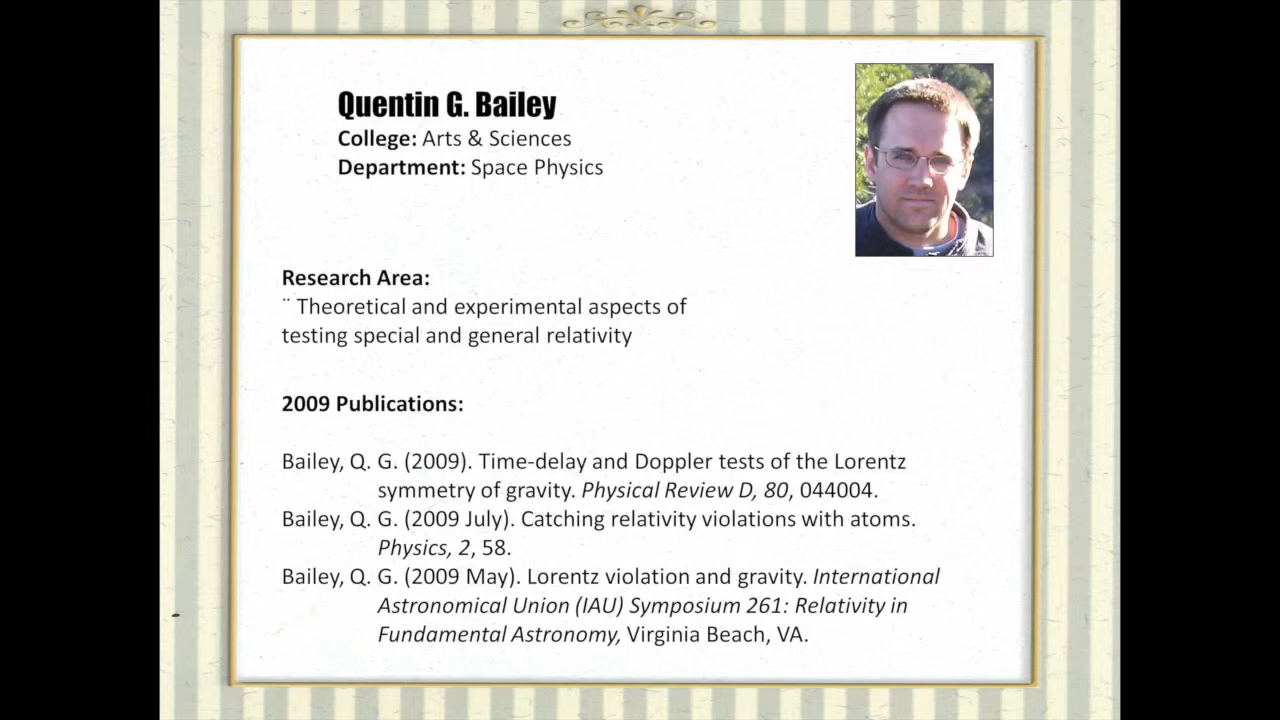 Quentin G. Bailey
College: Arts & Sciences
Department: Space Physics
Research Area:
¨ Theoretical and experimental aspects of
testing special and general relativity
2009 Publications:
Bailey, Q. G. (2009). Time-delay and Doppler tests of the Lorentz
symmetry of gravity. Physical Review D, 80, 044004.
Bailey, Q. G. (2009 July). Catching relativity violations with atoms.
Physics, 2, 58.
Bailey, Q. G. (2009 May). Lorentz violation and gravity. International
Astronomical Union (IAU) Symposium 261: Relativity in
Fundamental Astronomy, Virginia Beach, VA.